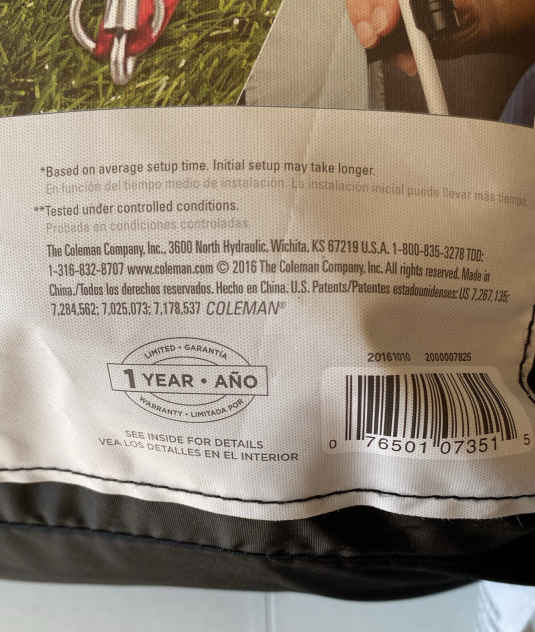 *Based on average setup time. Initial setup may take longer.
En función del tiempo medio de instalación. La instalación inicial puede llevar más tiempo.
**Tested under controlled conditions.
Probada en condiciones controladas.
The Coleman Company, Inc., 3600 North Hydraulic, Wichita, KS 67219 U.S.A. 1-800-835-3278 TDD:
1-316-832-8707 www.coleman.com © 2016 The Coleman Company, Inc. All rights reserved. Made in
China./Todos los derechos reservados. Hecho en China. U.S. Patents/Patentes estadounidenses: US 7,267,135;
7,284,562; 7,025,073; 7,178,537 COLEMAN®
LIMITED • GARANTÍA
1 YEAR • AÑO
WARRANTY • LIMITADA POR
SEE INSIDE FOR DETAILS
VEA LOS DETALLES EN EL INTERIOR
20161010 2000007825
0 76501 07351 5